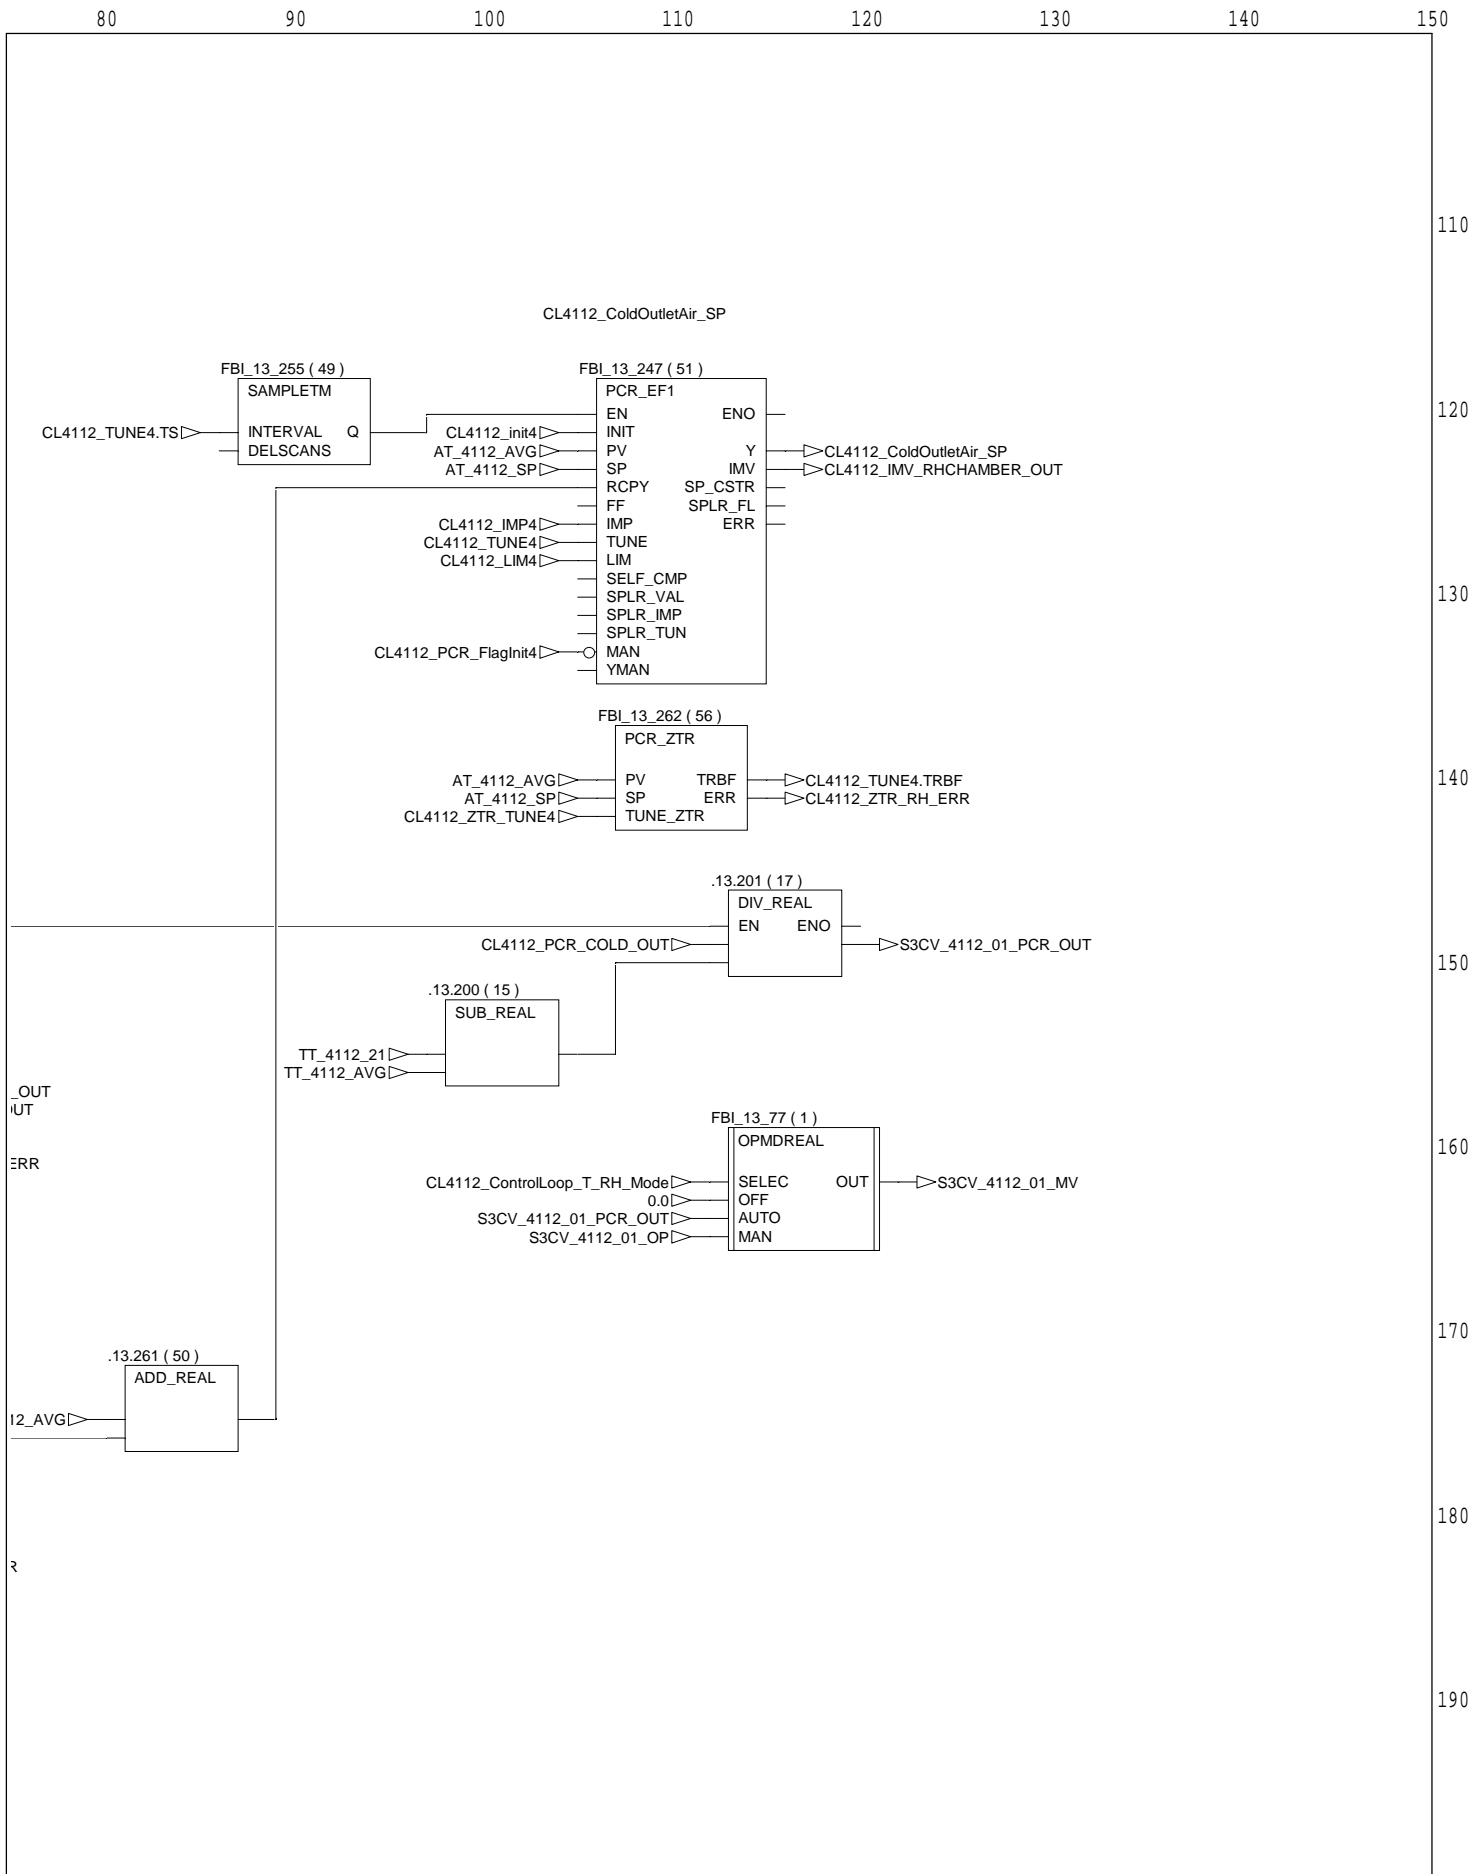 80 90 100 110 120 130 140 150
110
CL4112_ColdOutletAir_SP
FBI_13_255 ( 49 )
SAMPLETM
CL4112_TUNE4.TS
INTERVAL Q
DELSCANS
FBI_13_247 ( 51 )
PCR_EF1
120
EN ENO
CL4112_init4 INIT
AT_4112_AVG PV Y CL4112_ColdOutletAir_SP
AT_4112_SP SP IMV CL4112_IMV_RHCHAMBER_OUT
RCPY SP_CSTR
FF SPLR_FL
CL4112_IMP4 IMP ERR
CL4112_TUNE4 TUNE
CL4112_LIM4 LIM
SELF_CMP
130
SPLR_VAL
SPLR_IMP
SPLR_TUN
CL4112_PCR_FlagInit4 MAN
YMAN
FBI_13_262 ( 56 )
PCR_ZTR
140
AT_4112_AVG PV TRBF CL4112_TUNE4.TRBF
AT_4112_SP SP ERR CL4112_ZTR_RH_ERR
CL4112_ZTR_TUNE4 TUNE_ZTR
.13.201 ( 17 )
DIV_REAL
EN ENO
CL4112_PCR_COLD_OUT S3CV_4112_01_PCR_OUT
150
.13.200 ( 15 )
SUB_REAL
TT_4112_21
TT_4112_AVG
_OUT
UT
ERR
FBI_13_77 ( 1 )
OPMDREAL
160
CL4112_ControlLoop_T_RH_Mode SELEC OUT S3CV_4112_01_MV
0.0 OFF
S3CV_4112_01_PCR_OUT AUTO
S3CV_4112_01_OP MAN
170
.13.261 ( 50 )
ADD_REAL
12_AVG
180
R
190